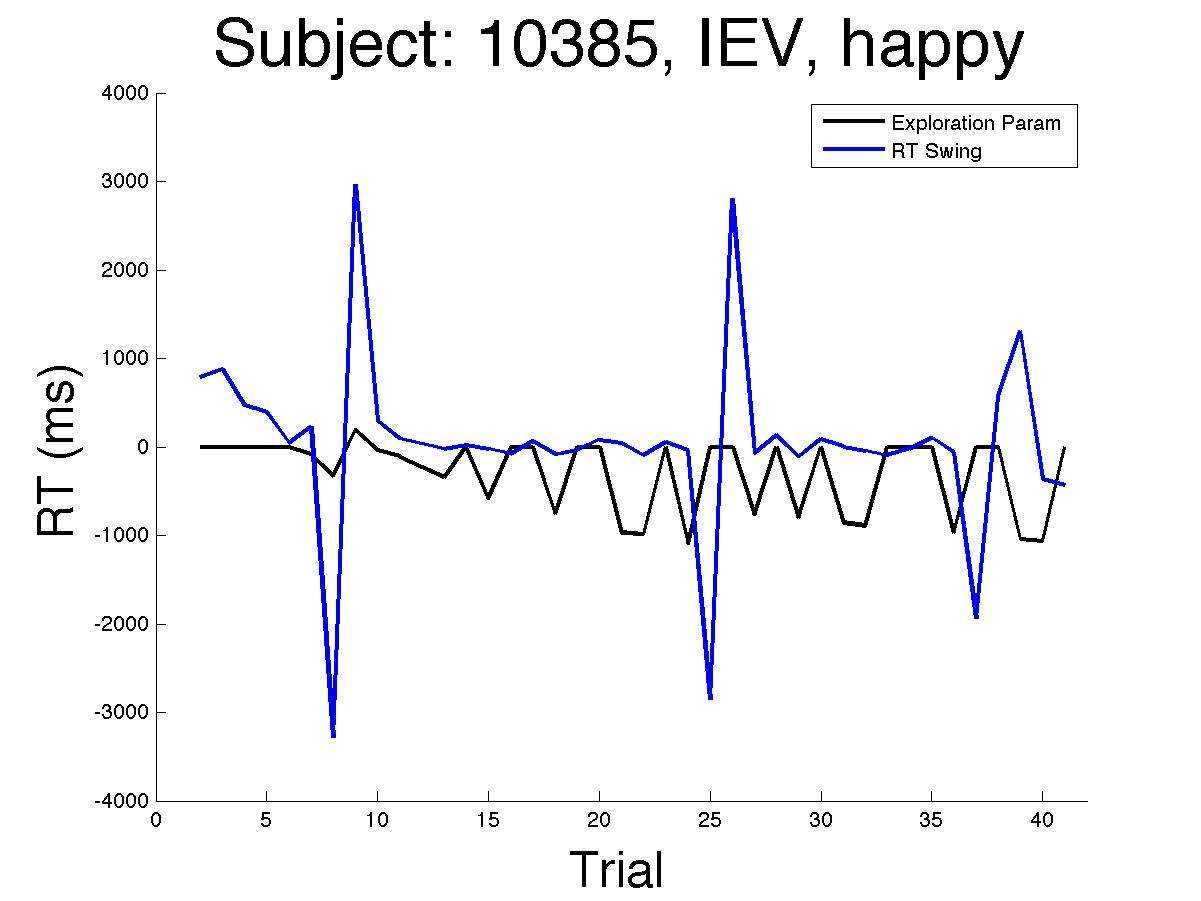 Subject: 10385, IEV, happy
Exploration Param
RT Swing
4000
3000
2000
1000
0
-1000
-2000
-3000
-4000
RT (ms)
0 5 10 15 20 25 30 35 40
Trial